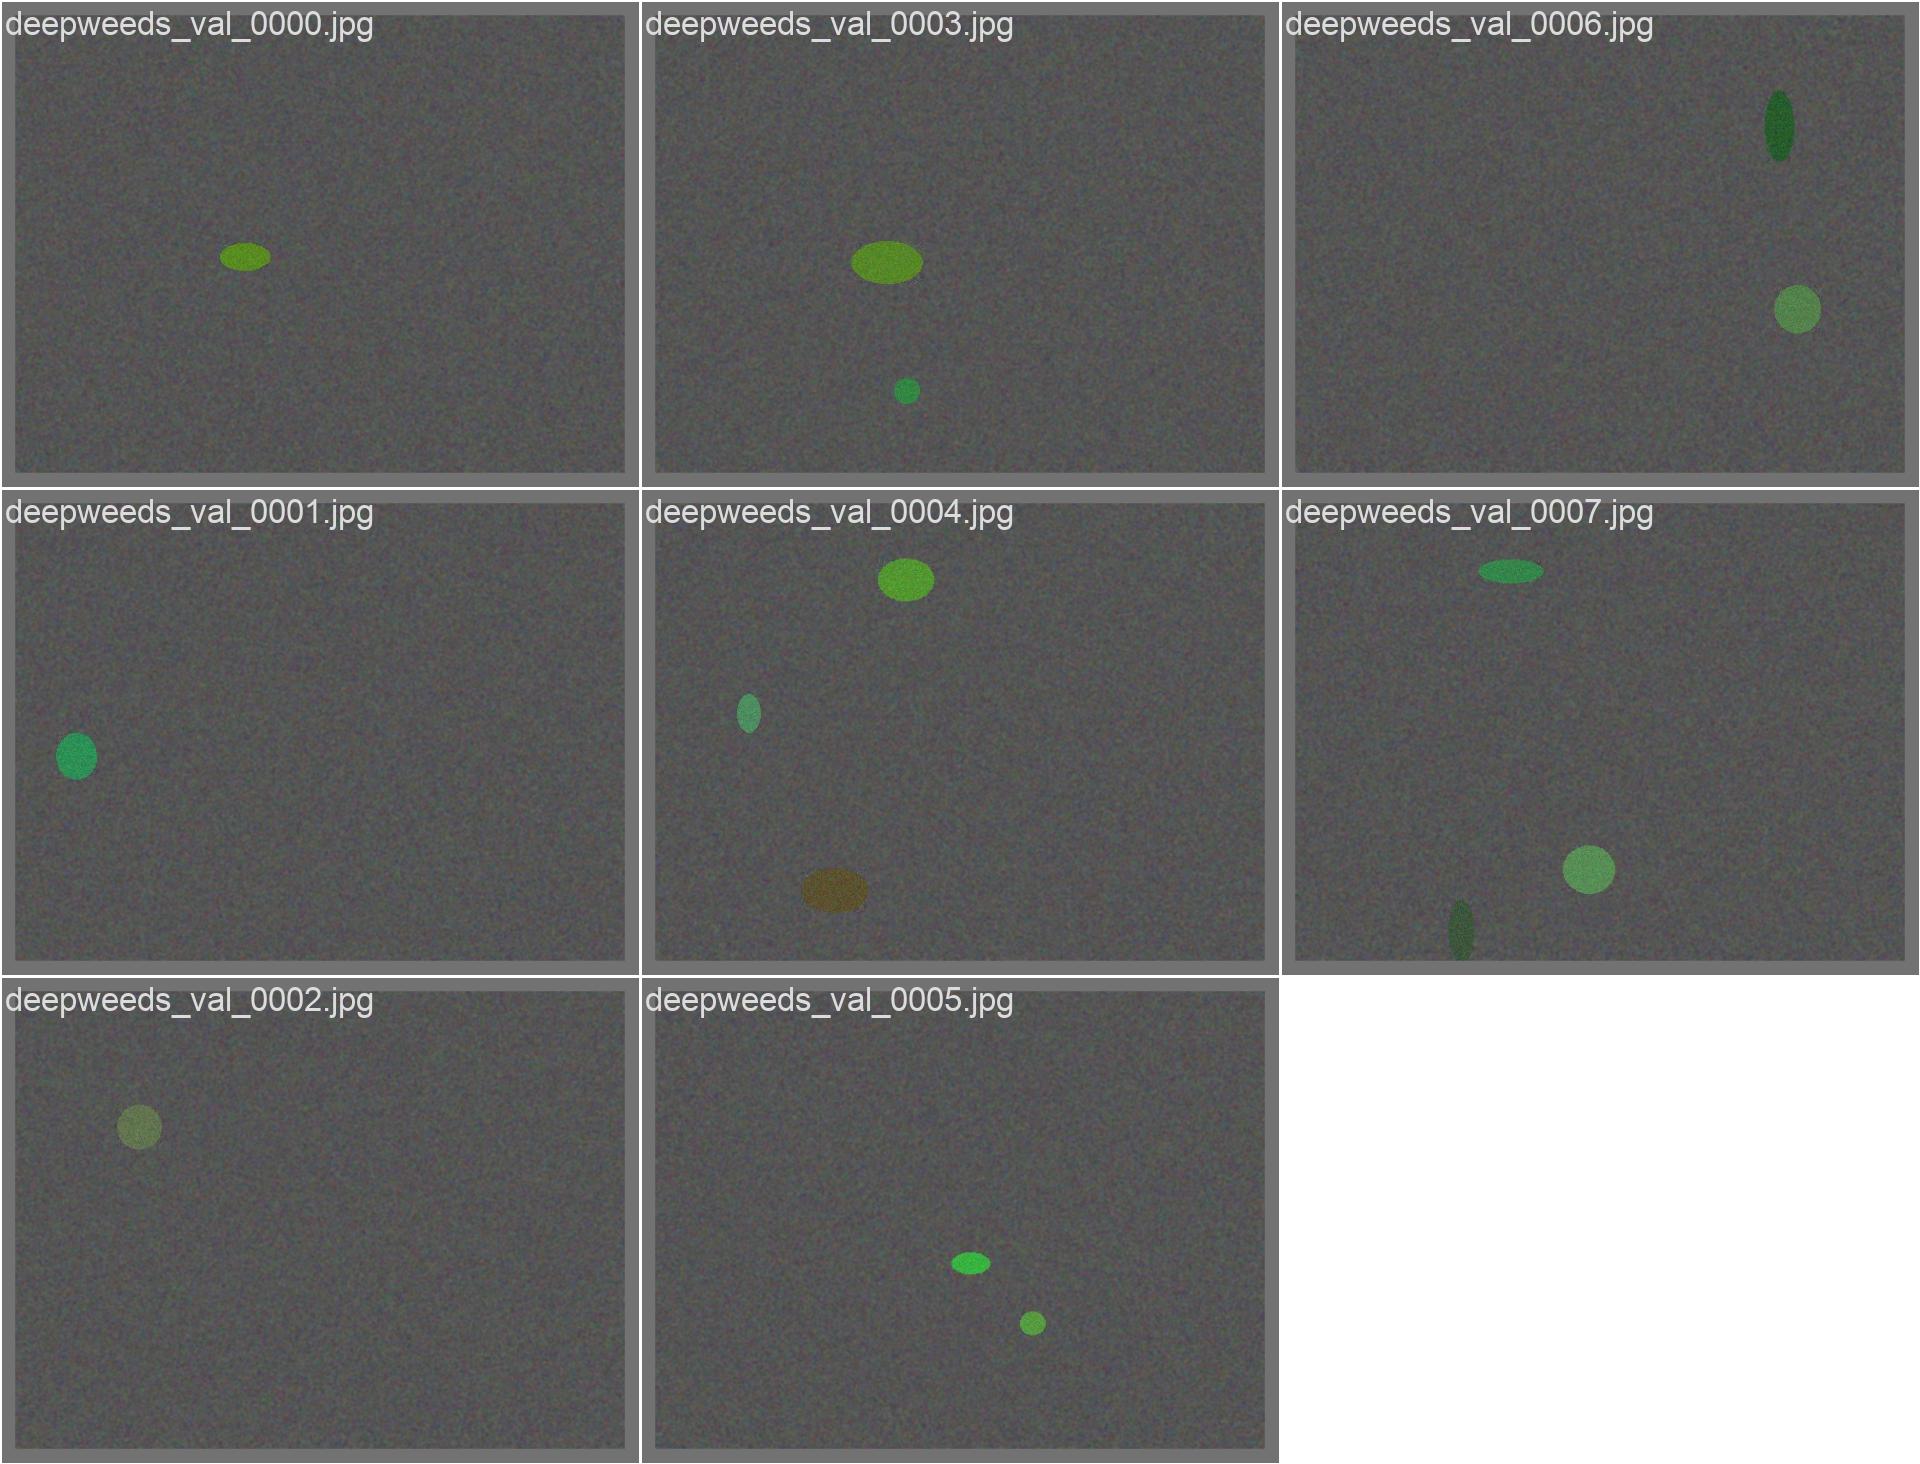 deepweeds_val_0000.jpg
deepweeds_val_0003.jpg
deepweeds_val_0006.jpg
deepweeds_val_0001.jpg
deepweeds_val_0004.jpg
deepweeds_val_0007.jpg
deepweeds_val_0002.jpg
deepweeds_val_0005.jpg